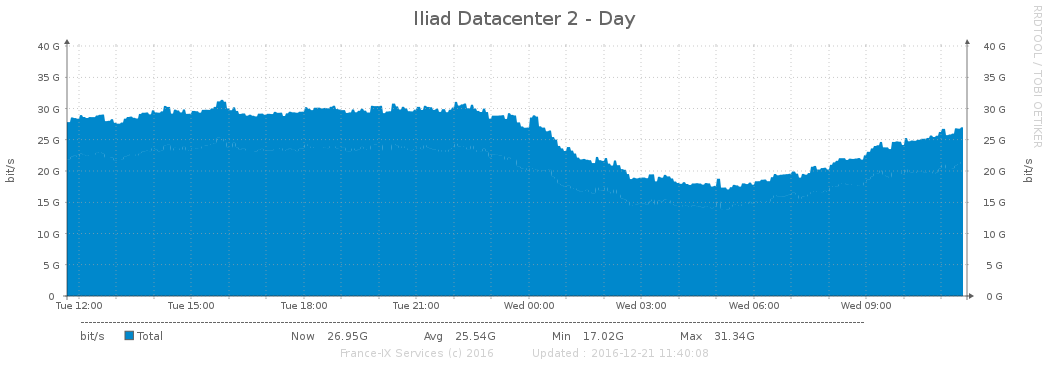 Iliad Datacenter 2 - Day
RRDTOOL / TOBI OETIKER
bit/s
40 G 40 G
35 G 35 G
30 G 30 G
25 G 25 G
20 G 20 G
15 G 15 G
10 G 10 G
5 G 5 G
0 0 G
bit/s
Tue 12:00 Tue 15:00 Tue 18:00 Tue 21:00 Wed 00:00 Wed 03:00 Wed 06:00 Wed 09:00
bit/s Total Now 26.95G Avg 25.54G Min 17.02G Max 31.34G
France-IX Services (c) 2016 Updated : 2016-12-21 11:40:08